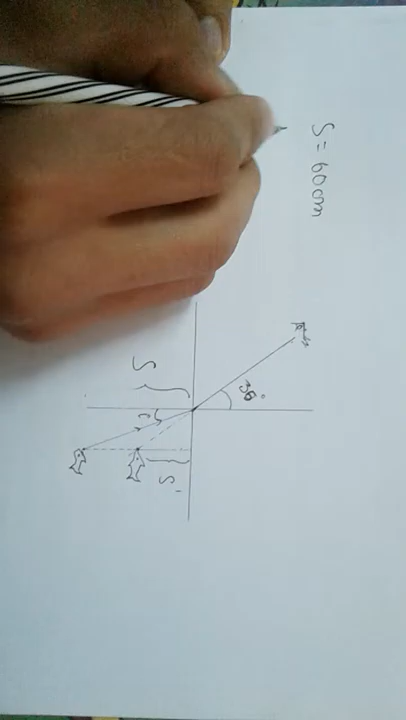 S = 60cm
30°
S
i
S'